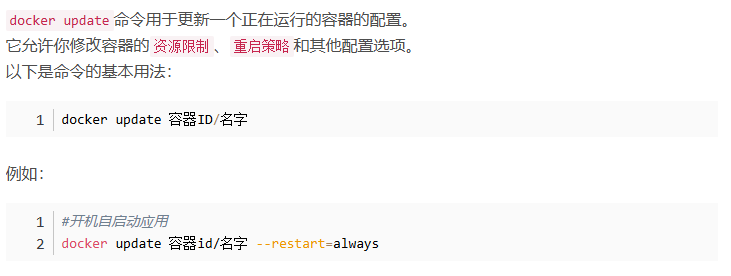 docker update命令用于更新一个正在运行的容器的配置。
它允许你修改容器的 资源限制 、 重启策略 和其他配置选项。
以下是命令的基本用法：
1 docker update 容器ID/名字
例如：
1 #开机自启动应用
2 docker update 容器id/名字 --restart=always